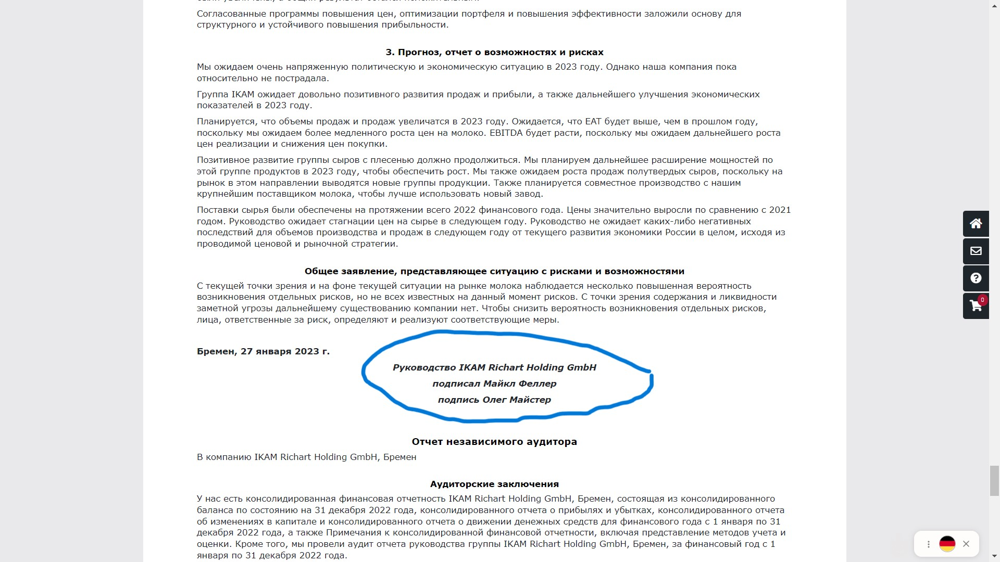 Согласованные программы повышения цен, оптимизации портфеля и повышения эффективности заложили основу для
структурного и устойчивого повышения прибыльности.
3. Прогноз, отчет о возможностях и рисках
Мы ожидаем очень напряженную политическую и экономическую ситуацию в 2023 году. Однако наша компания пока
относительно не пострадала.
Группа IKAM ожидает довольно позитивного развития продаж и прибыли, а также дальнейшего улучшения экономических
показателей в 2023 году.
Планируется, что объемы продаж и продаж увеличатся в 2023 году. Ожидается, что EAT будет выше, чем в прошлом году,
поскольку мы ожидаем более медленного роста цен на молоко. EBITDA будет расти, поскольку мы ожидаем дальнейшего роста
цен реализации и снижения цен покупки.
Позитивное развитие группы сыров с плесенью должно продолжиться. Мы планируем дальнейшее расширение мощностей по
этой группе продуктов в 2023 году, чтобы обеспечить рост. Мы также ожидаем роста продаж полутвердых сыров, поскольку на
рынок в этом направлении выводятся новые группы продукции. Также планируется совместное производство с нашим
крупнейшим поставщиком молока, чтобы лучше использовать новый завод.
Поставки сырья были обеспечены на протяжении всего 2022 финансового года. Цены значительно выросли по сравнению с 2021
годом. Руководство ожидает стагнации цен на сырье в следующем году. Руководство не ожидает каких-либо негативных
последствий для объемов производства и продаж в следующем году от текущего развития экономики России в целом, исходя из
проводимой ценовой и рыночной стратегии.
Общее заявление, представляющее ситуацию с рисками и возможностями
С текущей точки зрения и на фоне текущей ситуации на рынке молока наблюдается несколько повышенная вероятность
возникновения отдельных рисков, но не всех известных на данный момент рисков. С точки зрения содержания и ликвидности
заметной угрозы дальнейшему существованию компании нет. Чтобы снизить вероятность возникновения отдельных рисков,
лица, ответственные за риск, определяют и реализуют соответствующие меры.
Бремен, 27 января 2023 г.
Руководство IKAM Richart Holding GmbH
подписал Майкл Феллер
подпись Олег Майстер
Отчет независимого аудитора
В компанию IKAM Richart Holding GmbH, Бремен
Аудиторские заключения
У нас есть консолидированная финансовая отчетность IKAM Richart Holding GmbH, Бремен, состоящая из консолидированного
баланса по состоянию на 31 декабря 2022 года, консолидированного отчета о прибылях и убытках, консолидированного отчета
об изменениях в капитале и консолидированного отчета о движении денежных средств для финансового года с 1 января по 31
декабря 2022 года, а также Примечания к консолидированной финансовой отчетности, включая представление методов учета и
оценки. Кроме того, мы провели аудит отчета руководства группы IKAM Richart Holding GmbH, Бремен, за финансовый год с 1
января по 31 декабря 2022 года.
0